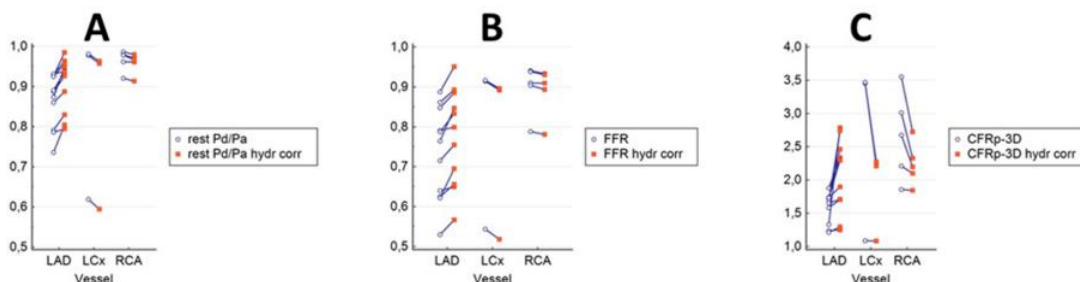 A
1,0
0,9
0,8
0,7
0,6
0,5
LAD LCx RCA
Vessel
rest Pd/Pa
rest Pd/Pa hydr corr
B
1,0
0,9
0,8
0,7
0,6
0,5
LAD LCx RCA
Vessel
FFR
FFR hydr corr
C
4,0
3,5
3,0
2,5
2,0
1,5
1,0
LAD LCx RCA
Vessel
CFRp-3D
CFRp-3D hydr corr